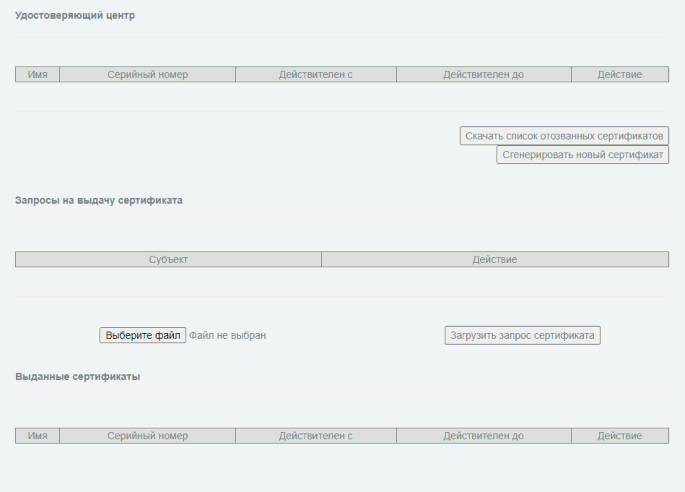 Удостоверяющий центр
Имя Серийный номер Действителен с Действителен до Действие
Скачать список отозванных сертификатов
Сгенерировать новый сертификат
Запросы на выдачу сертификата
Субъект Действие
Выберите файл Файл не выбран Загрузить запрос сертификата
Выданные сертификаты
Имя Серийный номер Действителен с Действителен до Действие